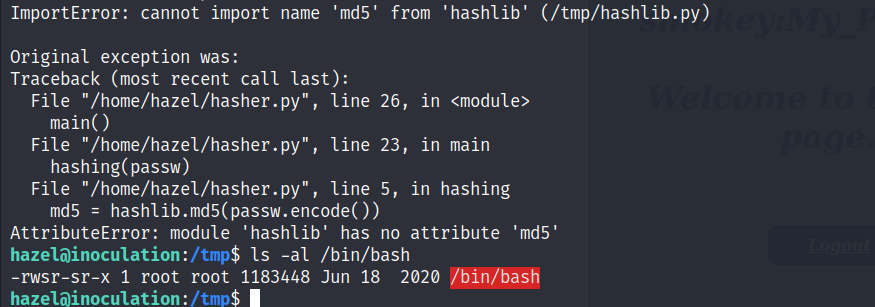 ImportError: cannot import name 'md5' from 'hashlib' (/tmp/hashlib.py)
Original exception was:
Traceback (most recent call last):
  File "/home/hazel/hasher.py", line 26, in <module>
    main()
  File "/home/hazel/hasher.py", line 23, in main
    hashing(passw)
  File "/home/hazel/hasher.py", line 5, in hashing
    md5 = hashlib.md5(passw.encode())
AttributeError: module 'hashlib' has no attribute 'md5'
hazel@inoculation:/tmp$ ls -al /bin/bash
-rwsr-sr-x 1 root root 1183448 Jun 18  2020 /bin/bash
hazel@inoculation:/tmp$
smokey:My_
Welcome to
page
Logout